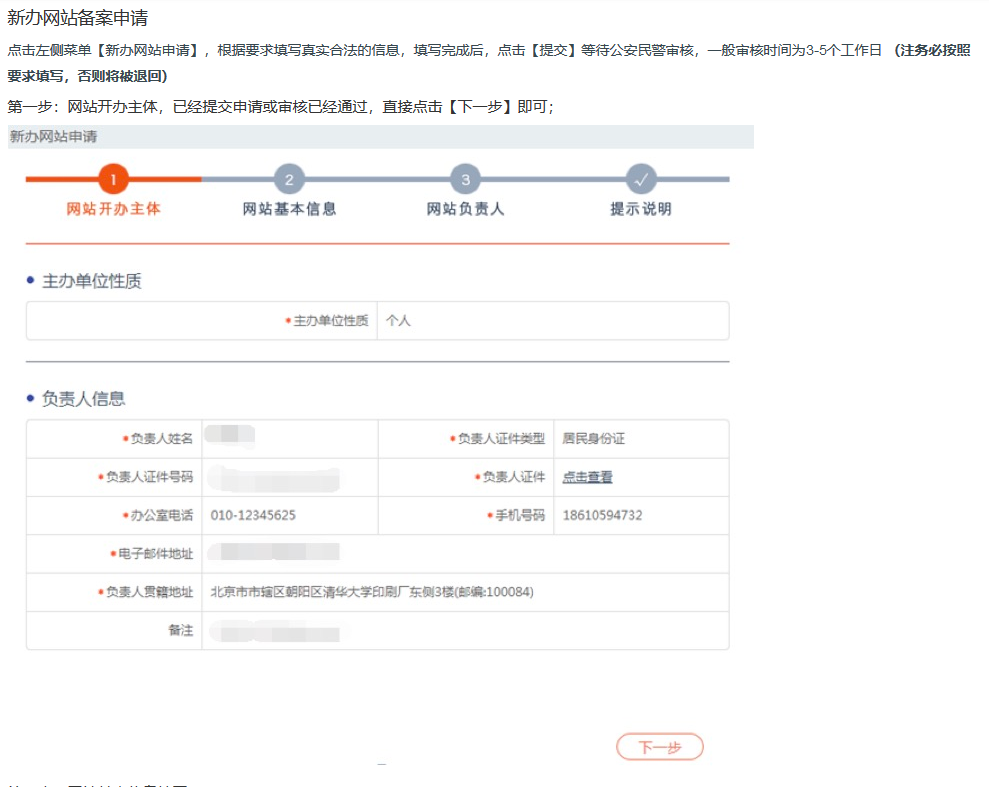 新办网站备案申请
点击左侧菜单【新办网站申请】，根据要求填写真实合法的信息，填写完成后，点击【提交】等待公安民警审核，一般审核时间为3-5个工作日 （注务必按照
要求填写，否则将被退回）
第一步：网站开办主体，已经提交申请或审核已经通过，直接点击【下一步】即可；
新办网站申请
1 2 3 ✓
网站开办主体 网站基本信息 网站负责人 提示说明
• 主办单位性质
*主办单位性质 个人
• 负责人信息
*负责人姓名 *负责人证件类型 居民身份证
*负责人证件号码 *负责人证件 点击查看
*办公室电话 010-12345625 *手机号码 18610594732
*电子邮件地址
*负责人贯籍地址 北京市市辖区朝阳区清华大学印刷厂东侧3楼(邮编:100084)
备注
下一步